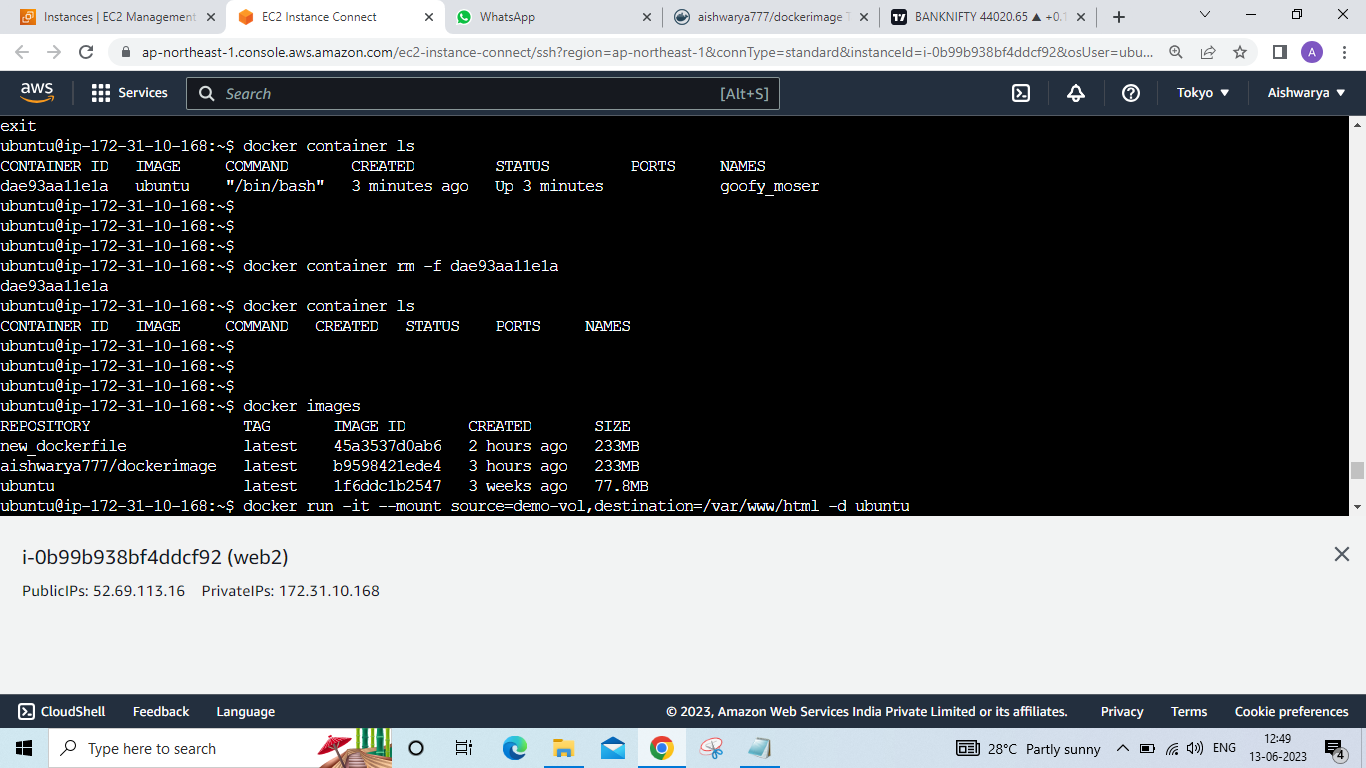 Instances | EC2 Management
EC2 Instance Connect
WhatsApp
aishwarya777/dockerimage
BANKNIFTY 44020.65 ▲ +0.1
ap-northeast-1.console.aws.amazon.com/ec2-instance-connect/ssh?region=ap-northeast-1&connType=standard&instanceId=i-0b99b938bf4ddcf92&osUser=ubu...
A
aws
Services
Search
[Alt+S]
Tokyo ▼
Aishwarya ▼
exit
ubuntu@ip-172-31-10-168:~$ docker container ls
CONTAINER ID IMAGE COMMAND CREATED STATUS PORTS NAMES
dae93aa11e1a ubuntu "/bin/bash" 3 minutes ago Up 3 minutes goofy_moser
ubuntu@ip-172-31-10-168:~$
ubuntu@ip-172-31-10-168:~$
ubuntu@ip-172-31-10-168:~$
ubuntu@ip-172-31-10-168:~$ docker container rm -f dae93aa11e1a
dae93aa11e1a
ubuntu@ip-172-31-10-168:~$ docker container ls
CONTAINER ID IMAGE COMMAND CREATED STATUS PORTS NAMES
ubuntu@ip-172-31-10-168:~$
ubuntu@ip-172-31-10-168:~$
ubuntu@ip-172-31-10-168:~$
ubuntu@ip-172-31-10-168:~$ docker images
REPOSITORY TAG IMAGE ID CREATED SIZE
new_dockerfile latest 45a3537d0ab6 2 hours ago 233MB
aishwarya777/dockerimage latest b9598421ede4 3 hours ago 233MB
ubuntu latest 1f6ddc1b2547 3 weeks ago 77.8MB
ubuntu@ip-172-31-10-168:~$ docker run -it --mount source=demo-vol,destination=/var/www/html -d ubuntu
i-0b99b938bf4ddcf92 (web2)
PublicIPs: 52.69.113.16 PrivateIPs: 172.31.10.168
CloudShell Feedback Language
© 2023, Amazon Web Services India Private Limited or its affiliates. Privacy Terms Cookie preferences
Type here to search
28°C Partly sunny
ENG
12:49
13-06-2023
4